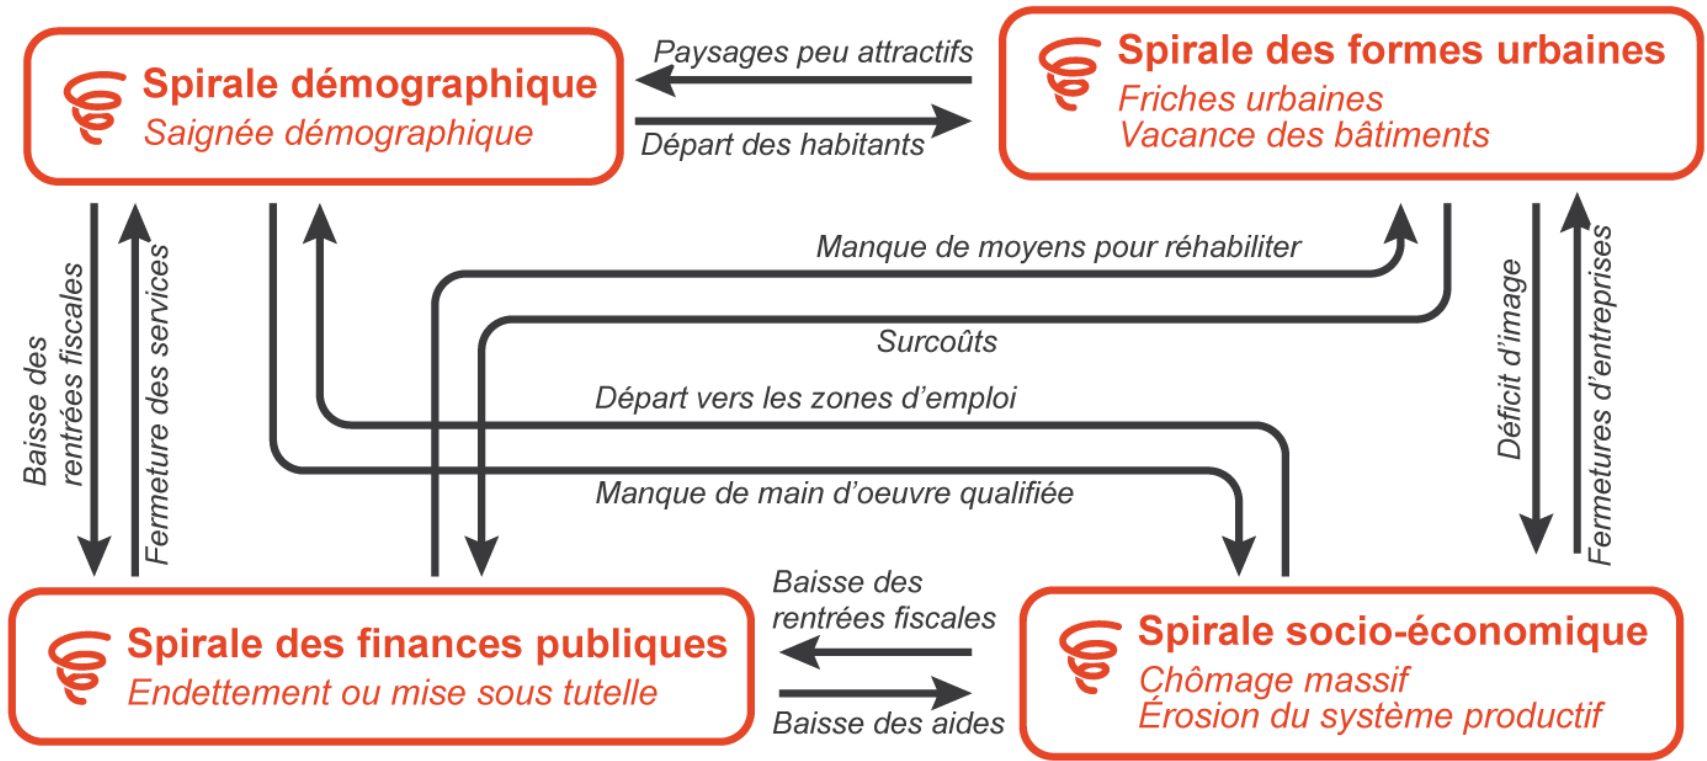 Spirale démographique
Saignée démographique
Paysages peu attractifs
Départ des habitants
Spirale des formes urbaines
Friches urbaines
Vacance des bâtiments
Baisse des
rentrées fiscales
Fermeture des services
Manque de moyens pour réhabiliter
Surcoûts
Départ vers les zones d'emploi
Manque de main d'oeuvre qualifiée
Déficit d'image
Fermetures d'entreprises
Spirale des finances publiques
Endettement ou mise sous tutelle
Baisse des
rentrées fiscales
Baisse des aides
Spirale socio-économique
Chômage massif
Érosion du système productif